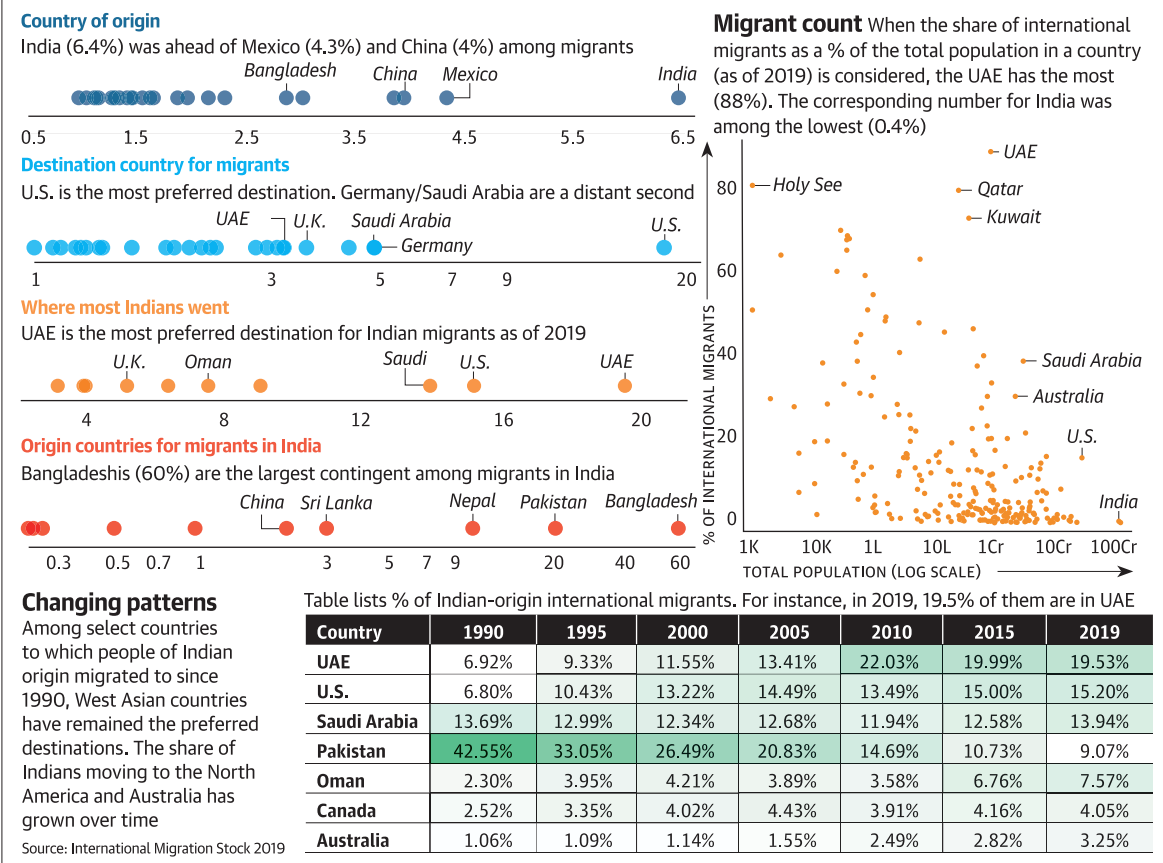 Country of origin
India (6.4%) was ahead of Mexico (4.3%) and China (4%) among migrants
Bangladesh China Mexico India
0.5 1.5 2.5 3.5 4.5 5.5 6.5
Destination country for migrants
U.S. is the most preferred destination. Germany/Saudi Arabia are a distant second
UAE U.K. Saudi Arabia U.S.
Germany
1 3 5 7 9 20
Where most Indians went
UAE is the most preferred destination for Indian migrants as of 2019
U.K. Oman Saudi U.S. UAE
4 8 12 16 20
Origin countries for migrants in India
Bangladeshis (60%) are the largest contingent among migrants in India
China Sri Lanka Nepal Pakistan Bangladesh
0.3 0.5 0.7 1 3 5 7 9 20 40 60
Migrant count When the share of international
migrants as a % of the total population in a country
(as of 2019) is considered, the UAE has the most
(88%). The corresponding number for India was
among the lowest (0.4%)
UAE
80 Holy See Qatar
Kuwait
60
40 Saudi Arabia
Australia
20 U.S.
India
0
% OF INTERNATIONAL MIGRANTS
1K 10K 1L 10L 1Cr 10Cr 100Cr
TOTAL POPULATION (LOG SCALE)
Changing patterns
Among select countries
to which people of Indian
origin migrated to since
1990, West Asian countries
have remained the preferred
destinations. The share of
Indians moving to the North
America and Australia has
grown over time
Source: International Migration Stock 2019
Table lists % of Indian-origin international migrants. For instance, in 2019, 19.5% of them are in UAE
Country 1990 1995 2000 2005 2010 2015 2019
UAE 6.92% 9.33% 11.55% 13.41% 22.03% 19.99% 19.53%
U.S. 6.80% 10.43% 13.22% 14.49% 13.49% 15.00% 15.20%
Saudi Arabia 13.69% 12.99% 12.34% 12.68% 11.94% 12.58% 13.94%
Pakistan 42.55% 33.05% 26.49% 20.83% 14.69% 10.73% 9.07%
Oman 2.30% 3.95% 4.21% 3.89% 3.58% 6.76% 7.57%
Canada 2.52% 3.35% 4.02% 4.43% 3.91% 4.16% 4.05%
Australia 1.06% 1.09% 1.14% 1.55% 2.49% 2.82% 3.25%